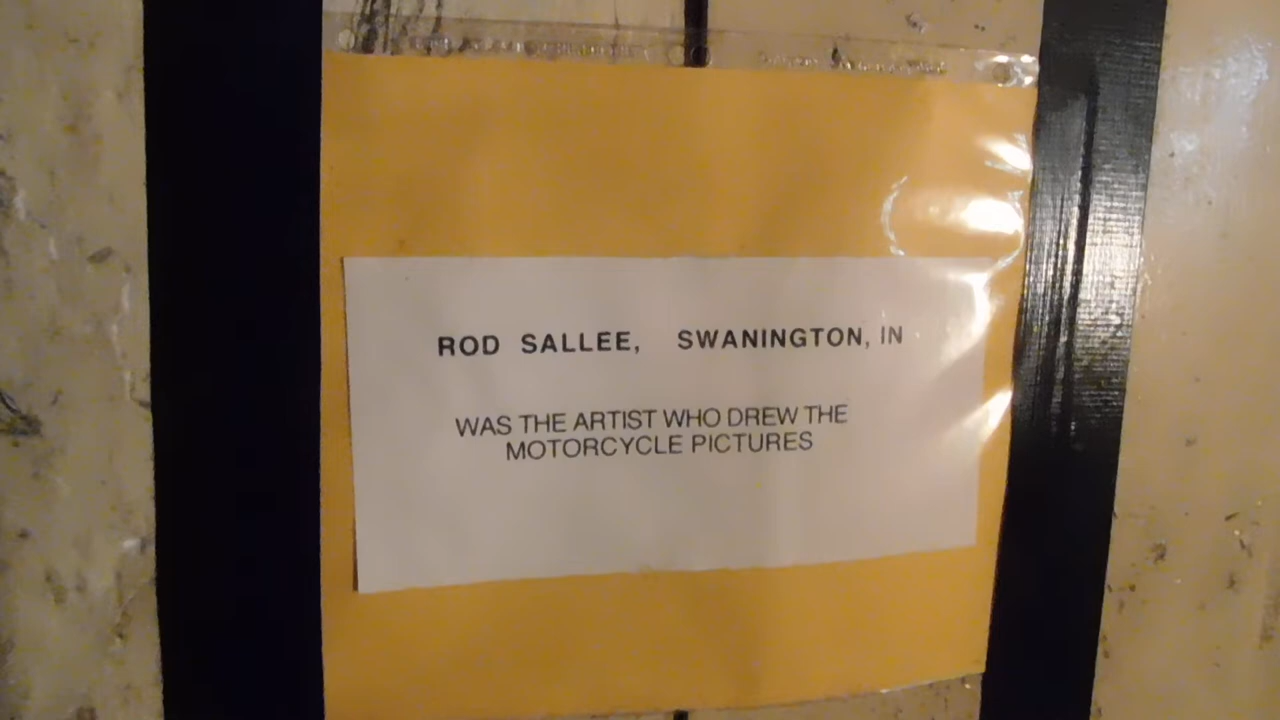 ROD SALLEE, SWANINGTON, IN
WAS THE ARTIST WHO DREW THE
MOTORCYCLE PICTURES